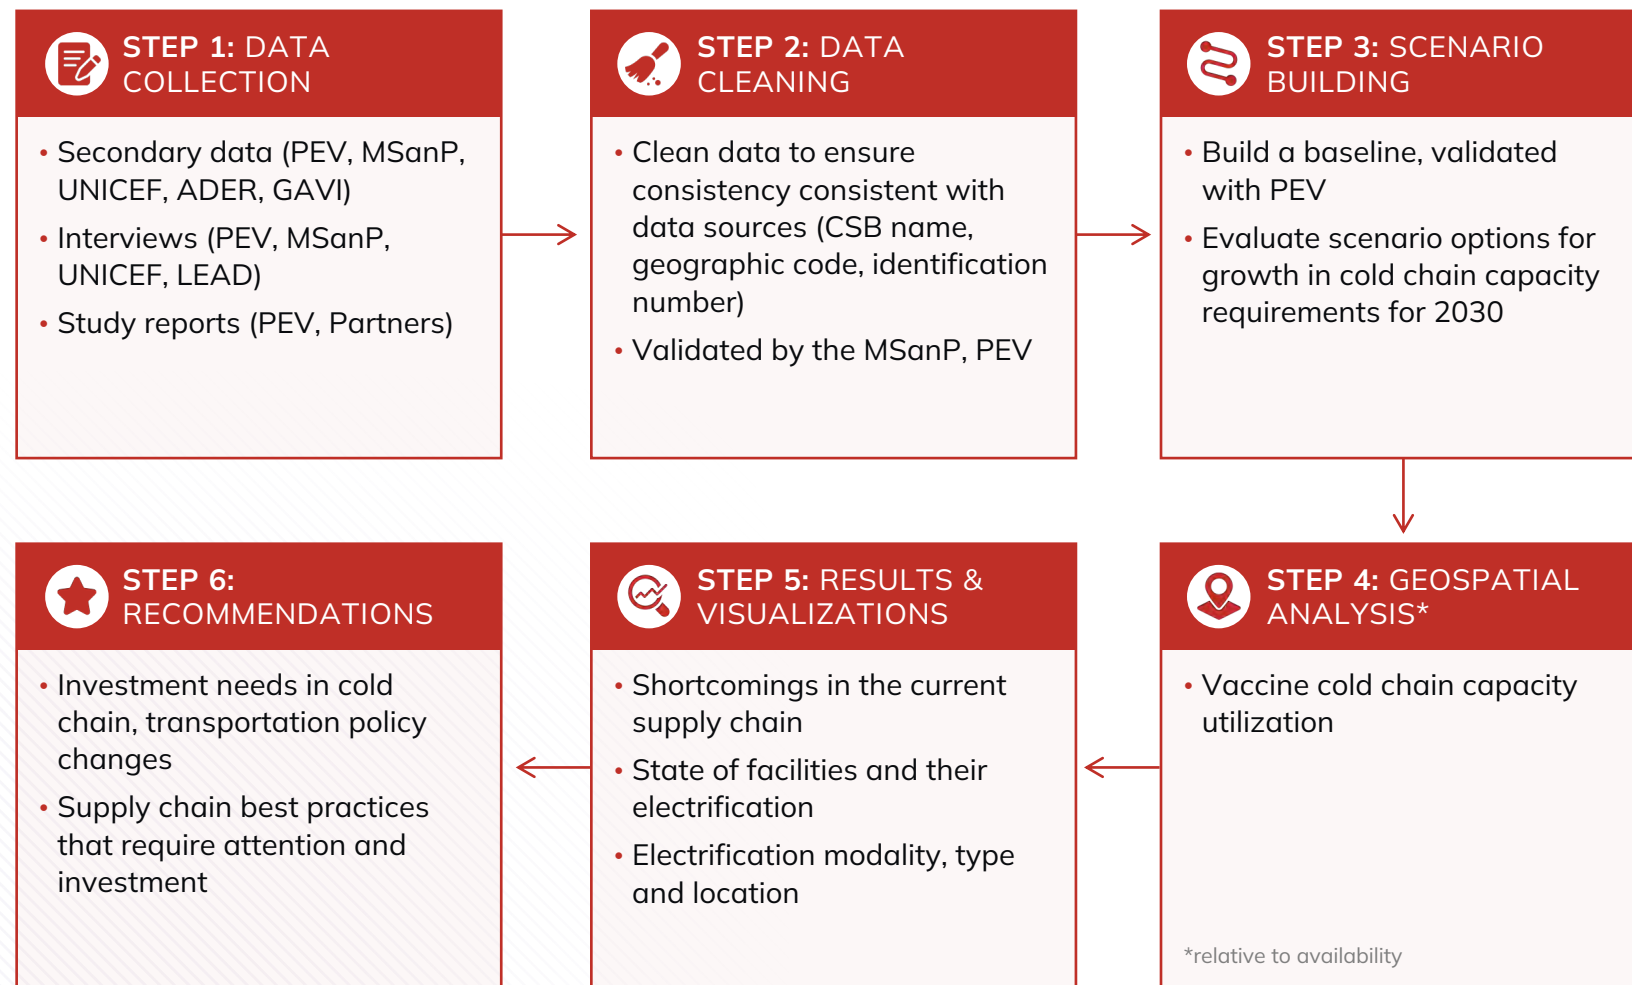 STEP 1: DATA
COLLECTION
• Secondary data (PEV, MSanP,
UNICEF, ADER, GAVI)
• Interviews (PEV, MSanP,
UNICEF, LEAD)
• Study reports (PEV, Partners)
STEP 2: DATA
CLEANING
• Clean data to ensure
consistency consistent with
data sources (CSB name,
geographic code, identification
number)
• Validated by the MSanP, PEV
STEP 3: SCENARIO
BUILDING
• Build a baseline, validated
with PEV
• Evaluate scenario options for
growth in cold chain capacity
requirements for 2030
STEP 4: GEOSPATIAL
ANALYSIS*
• Vaccine cold chain capacity
utilization
*relative to availability
STEP 5: RESULTS &
VISUALIZATIONS
• Shortcomings in the current
supply chain
• State of facilities and their
electrification
• Electrification modality, type
and location
STEP 6:
RECOMMENDATIONS
• Investment needs in cold
chain, transportation policy
changes
• Supply chain best practices
that require attention and
investment